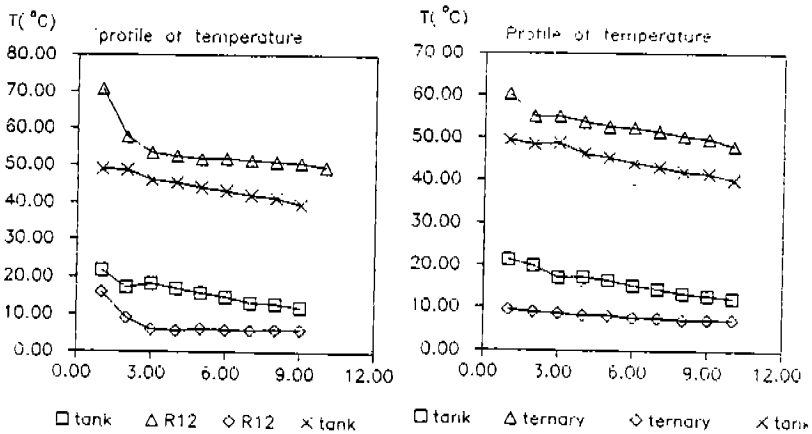 T(°C)
profile of temperature
80.00
70.00
60.00
50.00
40.00
30.00
20.00
10.00
0.00
0.00 3.00 6.00 9.00 12.00
tank R12 R12 tank
T(°C)
Profile of temperature
70.00
60.00
50.00
40.00
30.00
20.00
10.00
0.00
0.00 3.00 6.00 9.00 12.00
tank ternary ternary tank